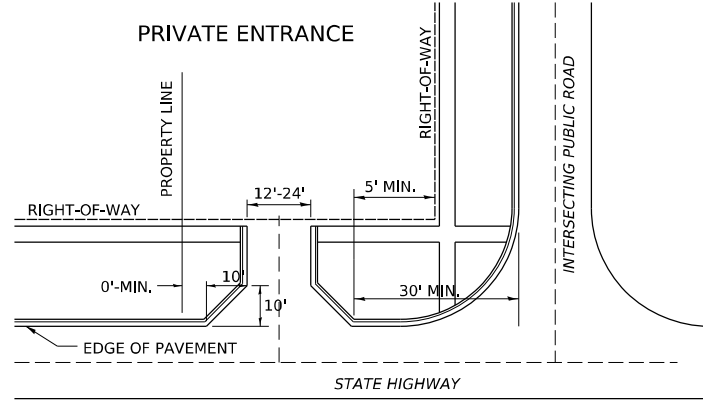 PRIVATE ENTRANCE
PROPERTY LINE
RIGHT-OF-WAY
INTERSECTING PUBLIC ROAD
12'-24'
5' MIN.
RIGHT-OF-WAY
0'-MIN.
10'
10'
30' MIN.
EDGE OF PAVEMENT
STATE HIGHWAY